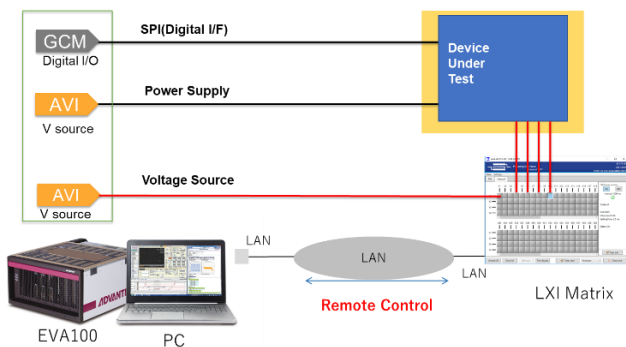 GCM
Digital I/O
SPI(Digital I/F)
Device
Under
Test
AVI
V source
Power Supply
AVI
V source
Voltage Source
LAN
LAN
LAN
Remote Control
LXI Matrix
EVA100
PC